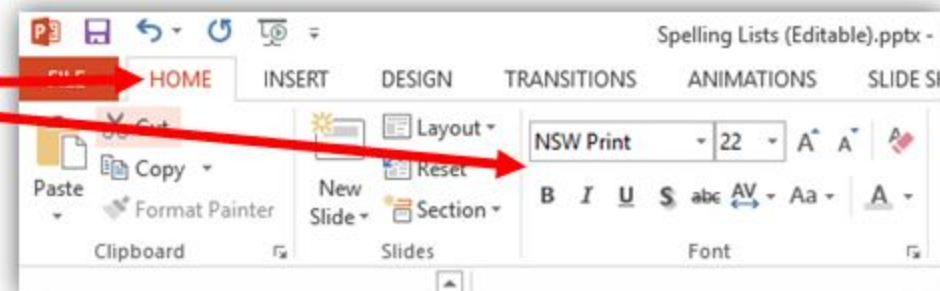 Spelling Lists (Editable).pptx -
FILE HOME INSERT DESIGN TRANSITIONS ANIMATIONS
Cut Layout NSW Print 22
Copy Reset
Paste New
Format Painter Slide Section B I U S abc AV Aa A
Clipboard Slides Font